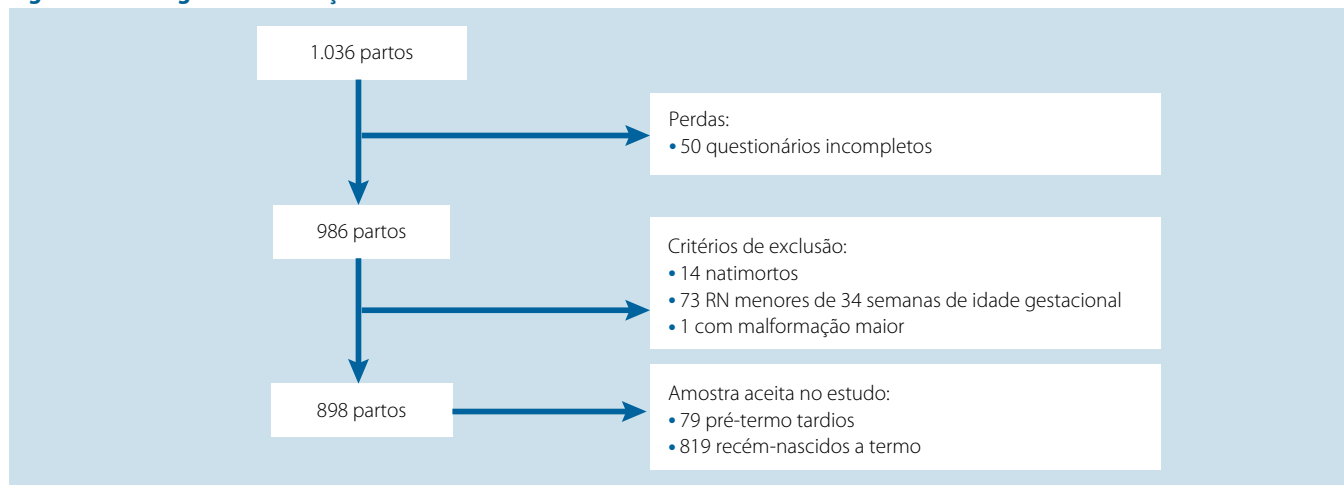 1.036 partos
Perdas:
• 50 questionários incompletos
986 partos
Critérios de exclusão:
• 14 natimortos
• 73 RN menores de 34 semanas de idade gestacional
• 1 com malformação maior
898 partos
Amostra aceita no estudo:
• 79 pré-termo tardios
• 819 recém-nascidos a termo